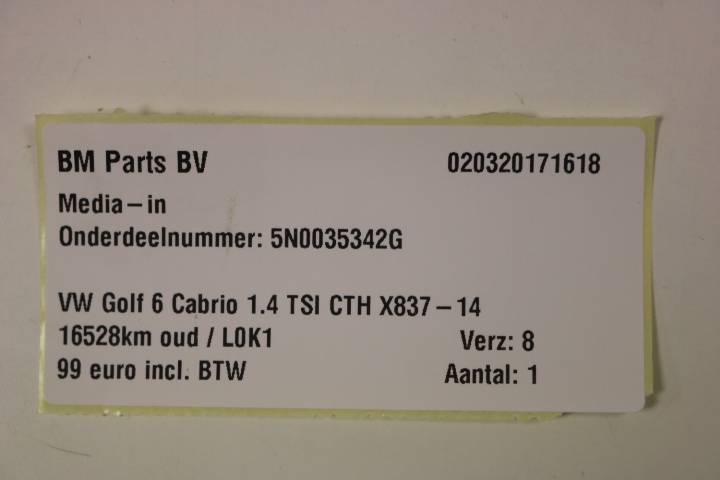 BM Parts BV 020320171618
Media-in
Onderdeelnummer: 5N0035342G
VW Golf 6 Cabrio 1.4 TSI CTH X837-14
16528km oud / L0K1 Verz: 8
99 euro incl. BTW Aantal: 1